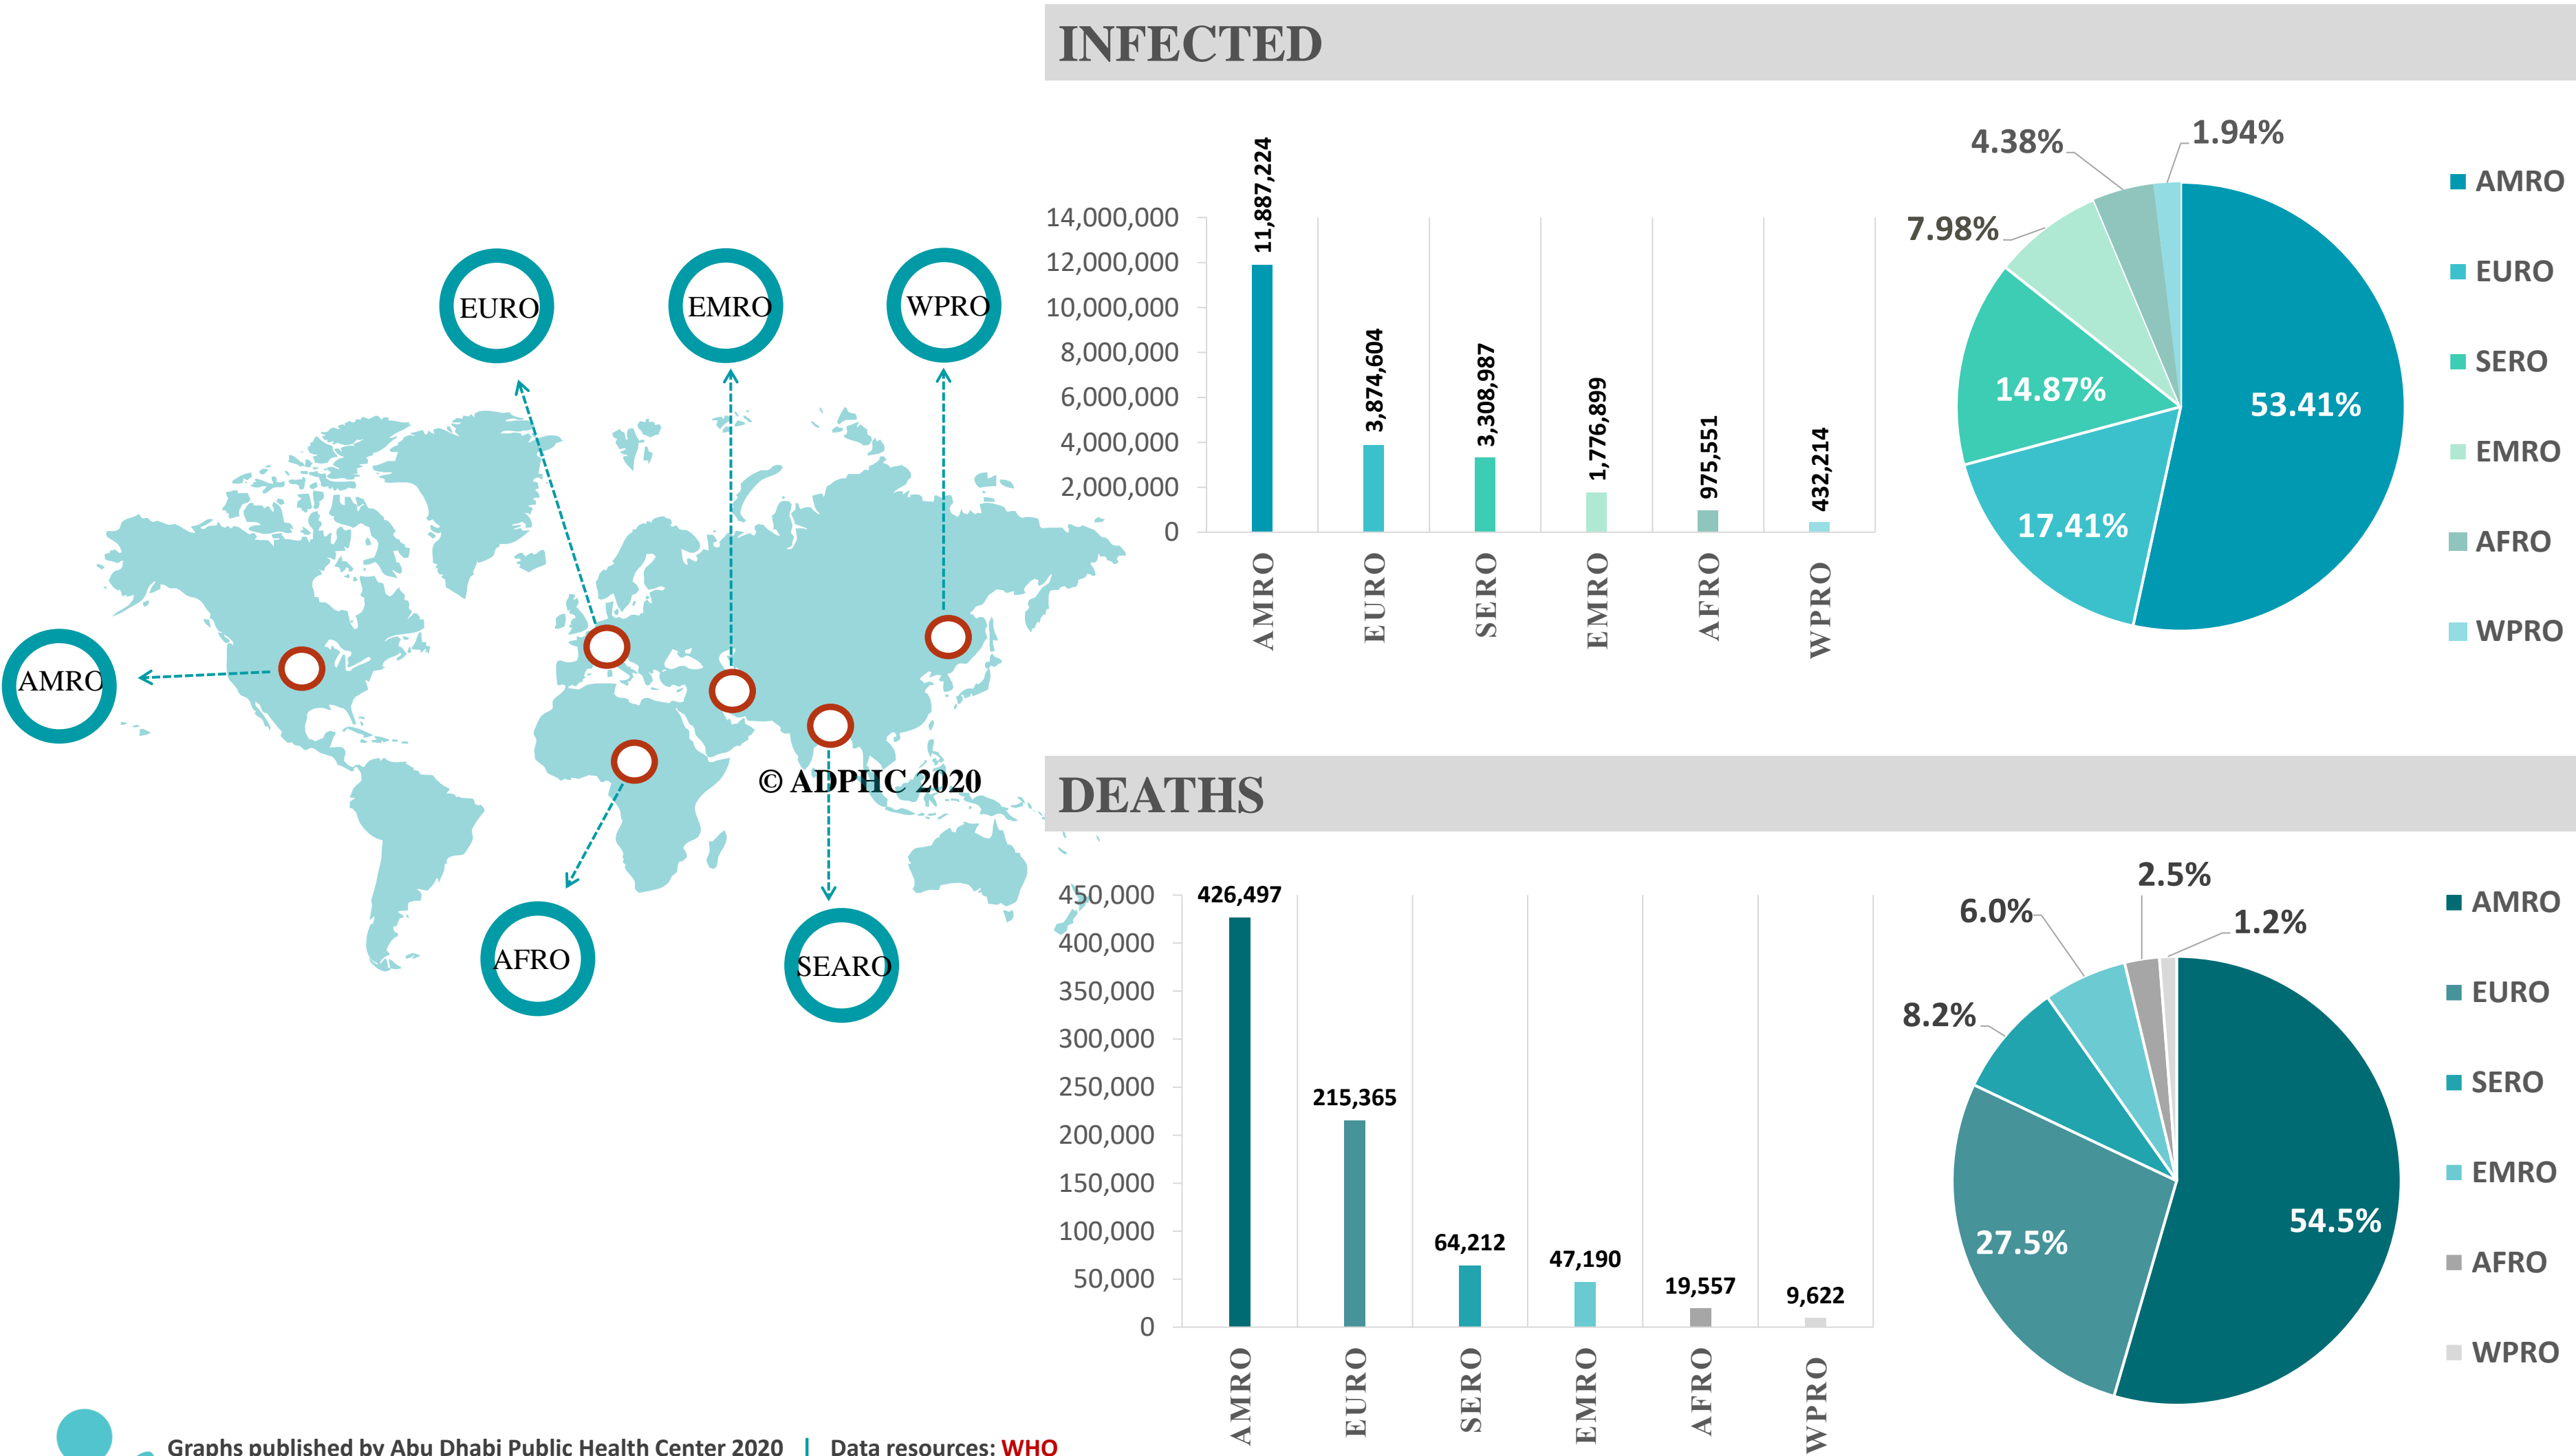 INFECTED
EURO
EMRO
WPRO
AMRO
AFRO
SEARO
© ADPHC 2020
14,000,000
12,000,000
10,000,000
8,000,000
6,000,000
4,000,000
2,000,000
0
11,887,224
3,874,604
3,308,987
1,776,899
975,551
432,214
AMRO
EURO
SERO
EMRO
AFRO
WPRO
4.38%
1.94%
7.98%
14.87%
53.41%
17.41%
AMRO
EURO
SERO
EMRO
AFRO
WPRO
DEATHS
450,000
400,000
350,000
300,000
250,000
200,000
150,000
100,000
50,000
0
426,497
215,365
64,212
47,190
19,557
9,622
AMRO
EURO
SERO
EMRO
AFRO
WPRO
2.5%
6.0%
1.2%
8.2%
54.5%
27.5%
AMRO
EURO
SERO
EMRO
AFRO
WPRO
Graphs published by Abu Dhabi Public Health Center 2020 | Data resources: WHO